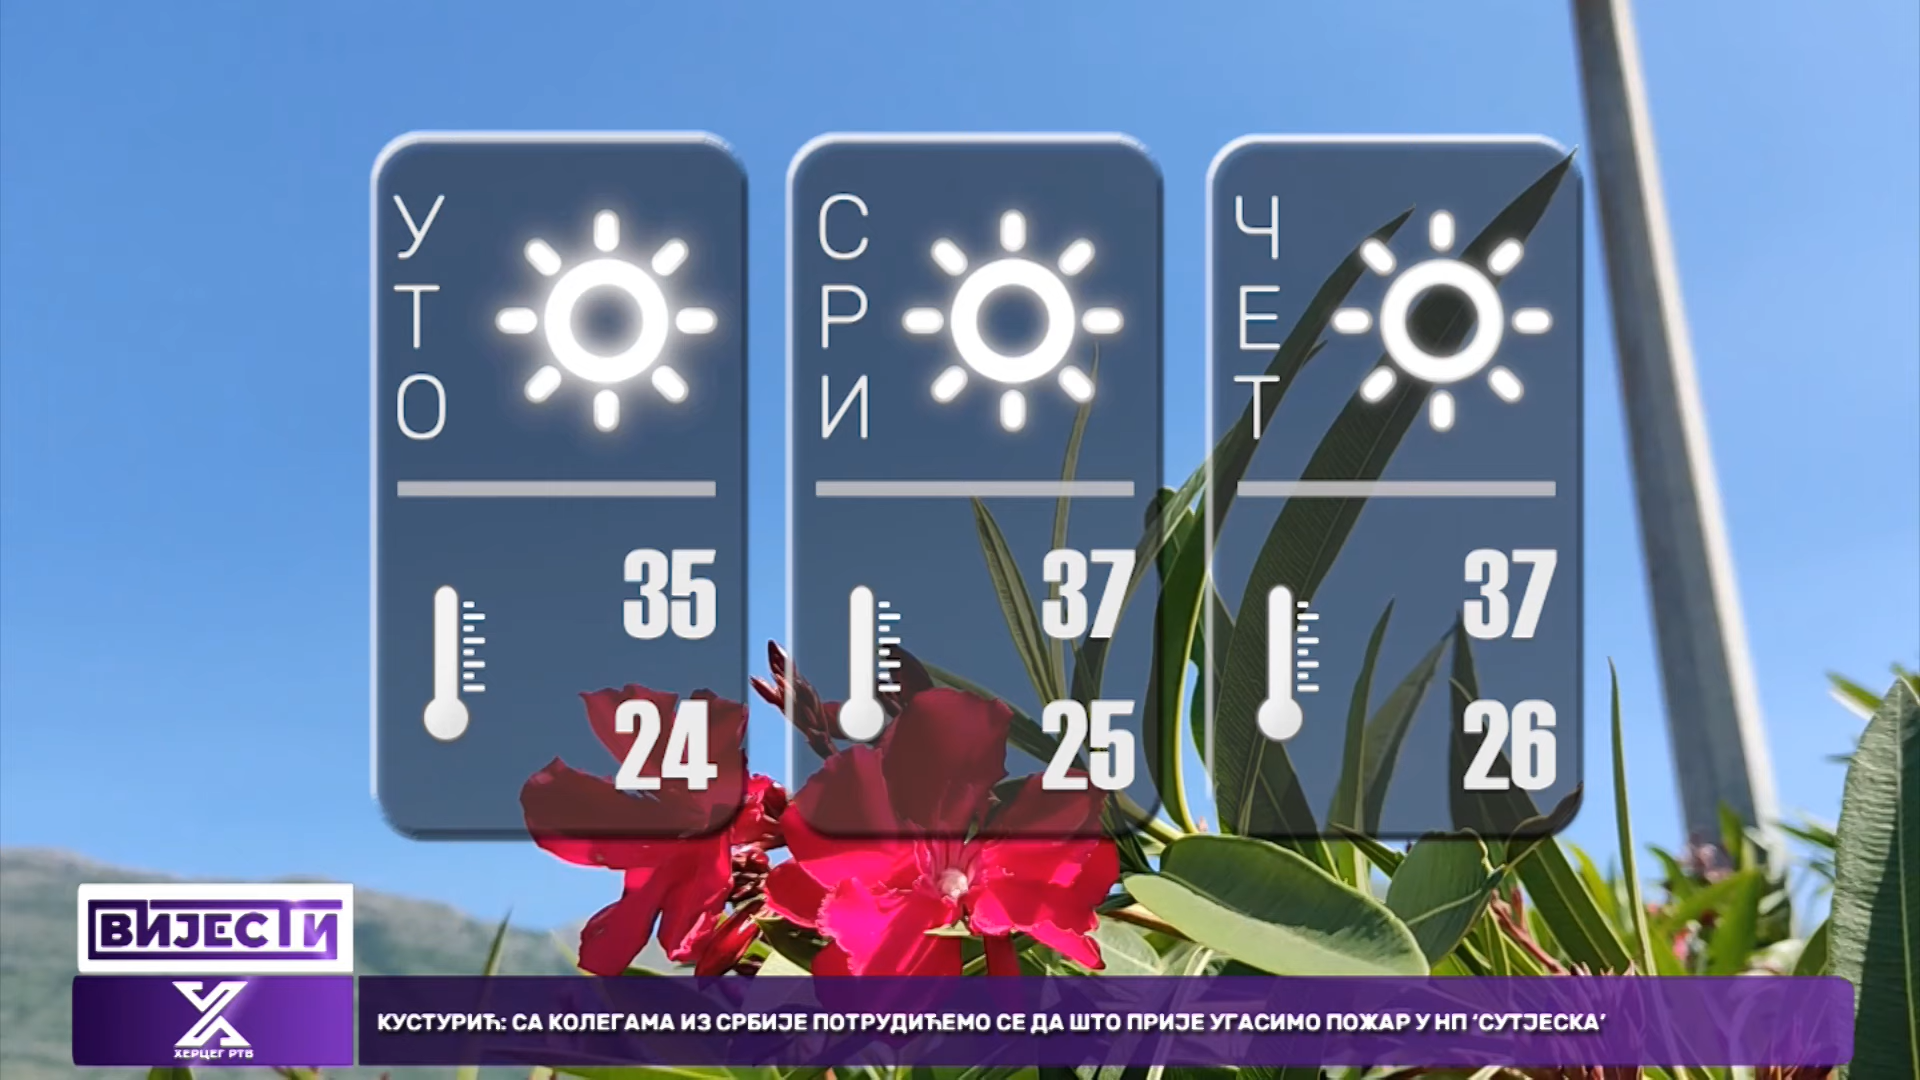 УТО
35
24
СРИ
37
25
ЧЕТ
37
26
ВИЈЕСТИ
ХЕРЦЕГ РТВ
КУСТУРИЋ: СА КОЛЕГАМА ИЗ СРБИЈЕ ПОТРУДИЋЕМО СЕ ДА ШТО ПРИЈЕ УГАСИМО ПОЖАР У НП ‘СУТЈЕСКА’